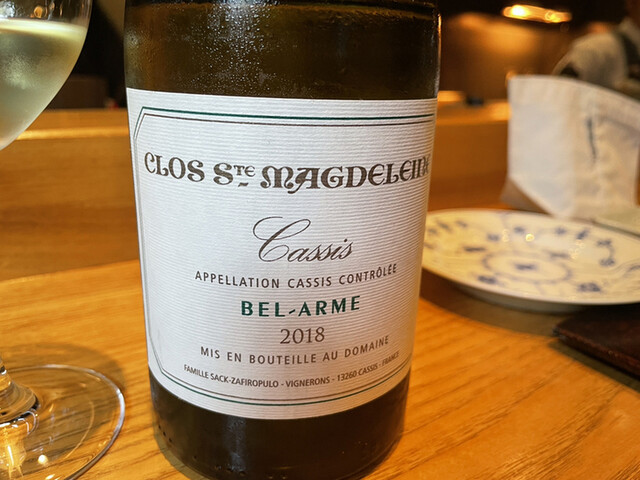 CLOS STE MAGDELEINE
Cassis
APPELLATION CASSIS CONTRÔLÉE
BEL-ARME
2018
MIS EN BOUTEILLE AU DOMAINE
FAMILLE SACK-ZAFIROPULO - VIGNERONS - 13260 CASSIS - FRANCE